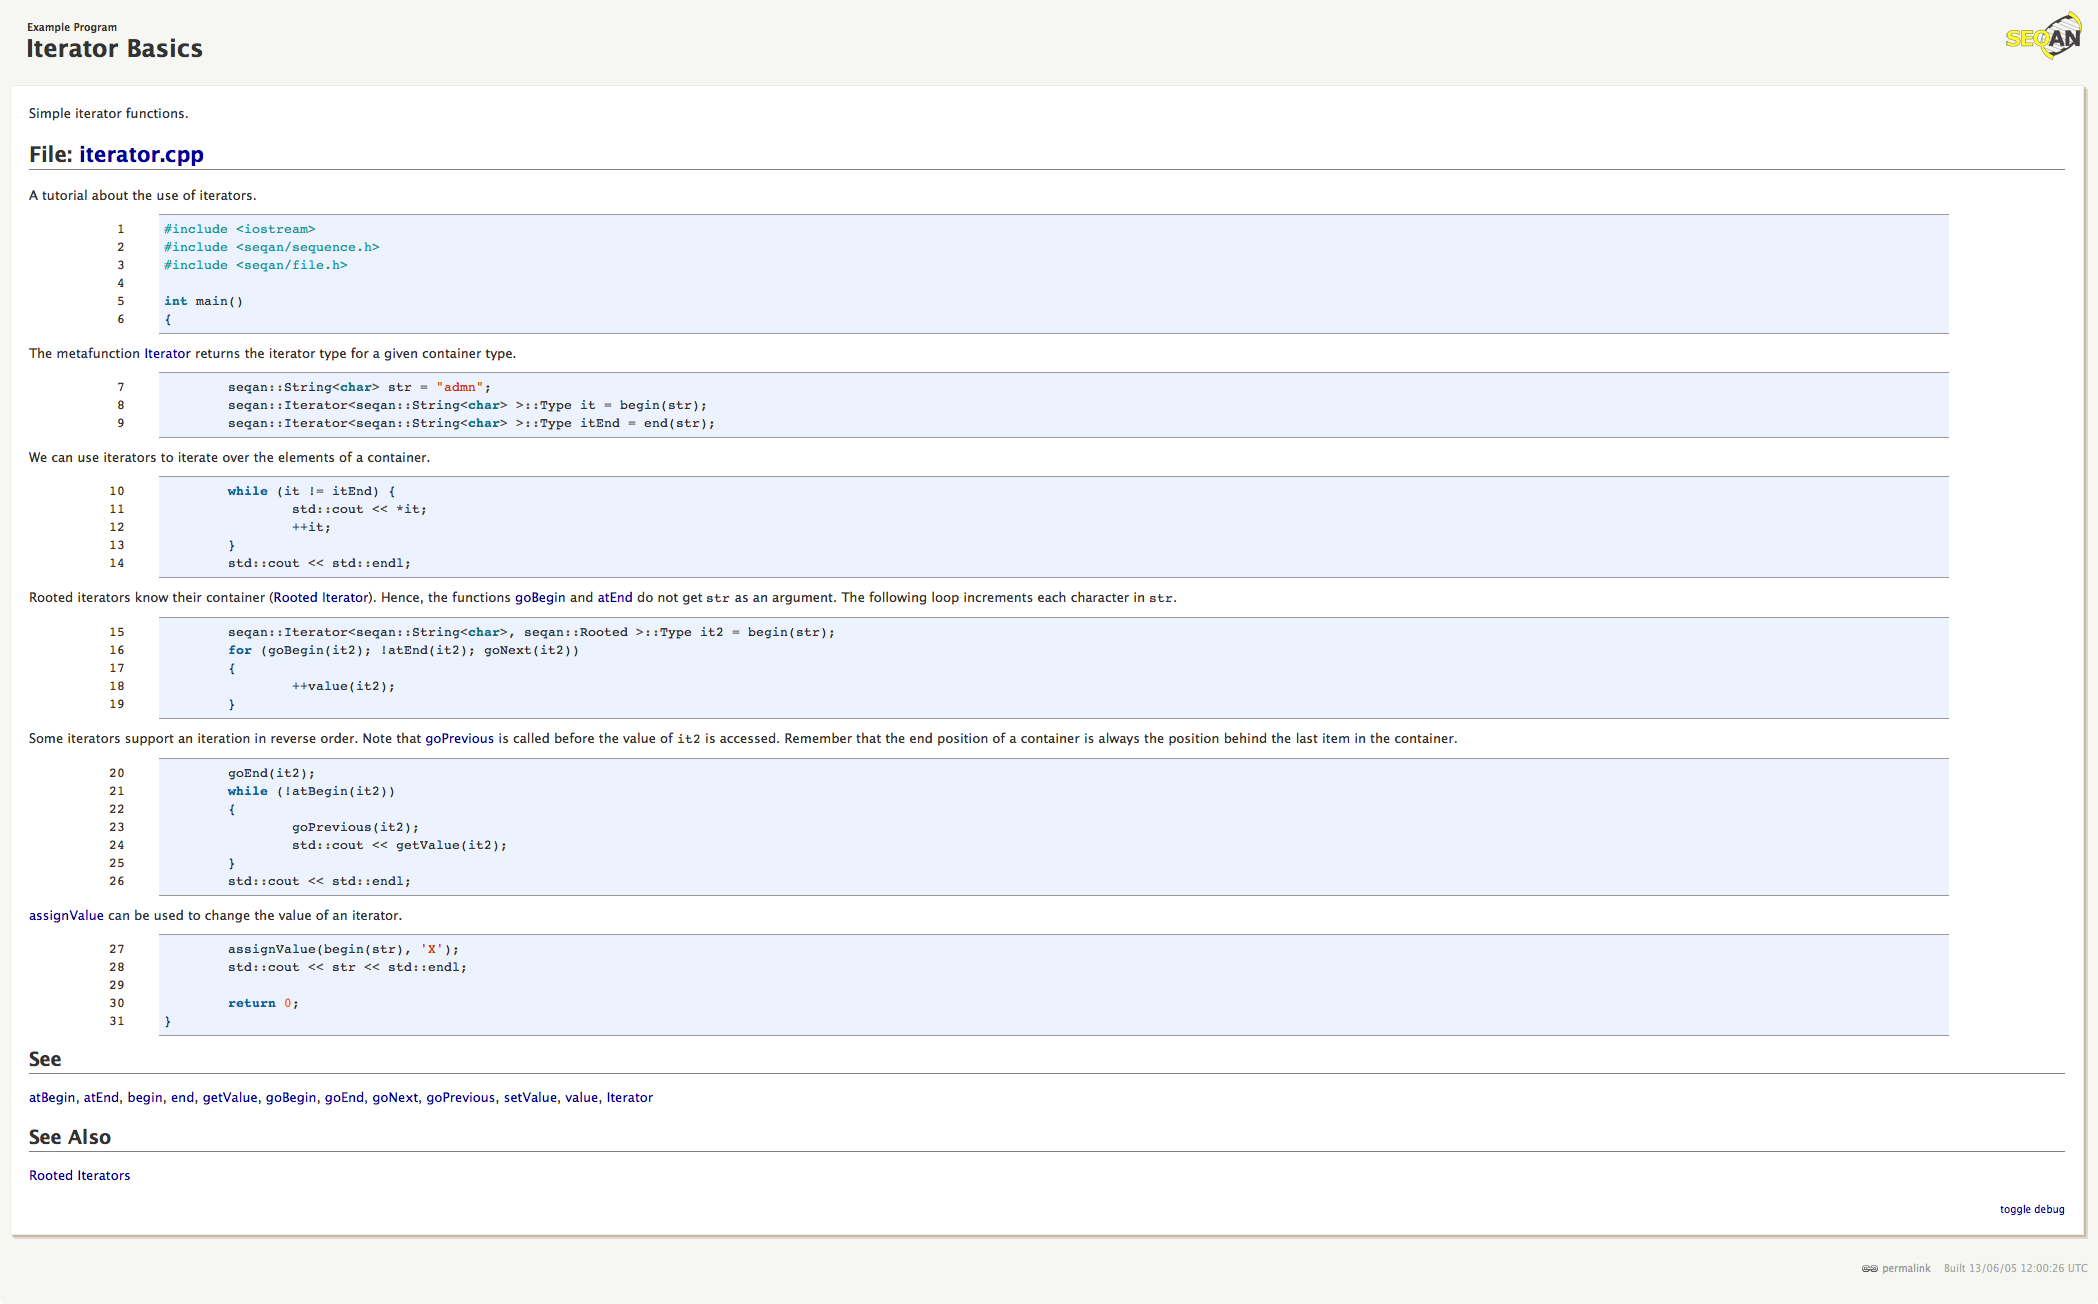 Example Program
Iterator Basics
SEQAN
Simple iterator functions.
File: iterator.cpp
A tutorial about the use of iterators.
1 #include <iostream>
2 #include <seqan/sequence.h>
3 #include <seqan/file.h>
4
5 int main()
6 {
The metafunction Iterator returns the iterator type for a given container type.
7 seqan::String<char> str = "admn";
8 seqan::Iterator<seqan::String<char> >::Type it = begin(str);
9 seqan::Iterator<seqan::String<char> >::Type itEnd = end(str);
We can use iterators to iterate over the elements of a container.
10 while (it != itEnd) {
11 std::cout << *it;
12 ++it;
13 }
14 std::cout << std::endl;
Rooted iterators know their container (Rooted Iterator). Hence, the functions goBegin and atEnd do not get str as an argument. The following loop increments each character in str.
15 seqan::Iterator<seqan::String<char>, seqan::Rooted >::Type it2 = begin(str);
16 for (goBegin(it2); !atEnd(it2); goNext(it2))
17 {
18 ++value(it2);
19 }
Some iterators support an iteration in reverse order. Note that goPrevious is called before the value of it2 is accessed. Remember that the end position of a container is always the position behind the last item in the container.
20 goEnd(it2);
21 while (!atBegin(it2))
22 {
23 goPrevious(it2);
24 std::cout << getValue(it2);
25 }
26 std::cout << std::endl;
assignValue can be used to change the value of an iterator.
27 assignValue(begin(str), 'X');
28 std::cout << str << std::endl;
29
30 return 0;
31 }
See
atBegin, atEnd, begin, end, getValue, goBegin, goEnd, goNext, goPrevious, setValue, value, Iterator
See Also
Rooted Iterators
toggle debug
permalink Built 13/06/05 12:00:26 UTC